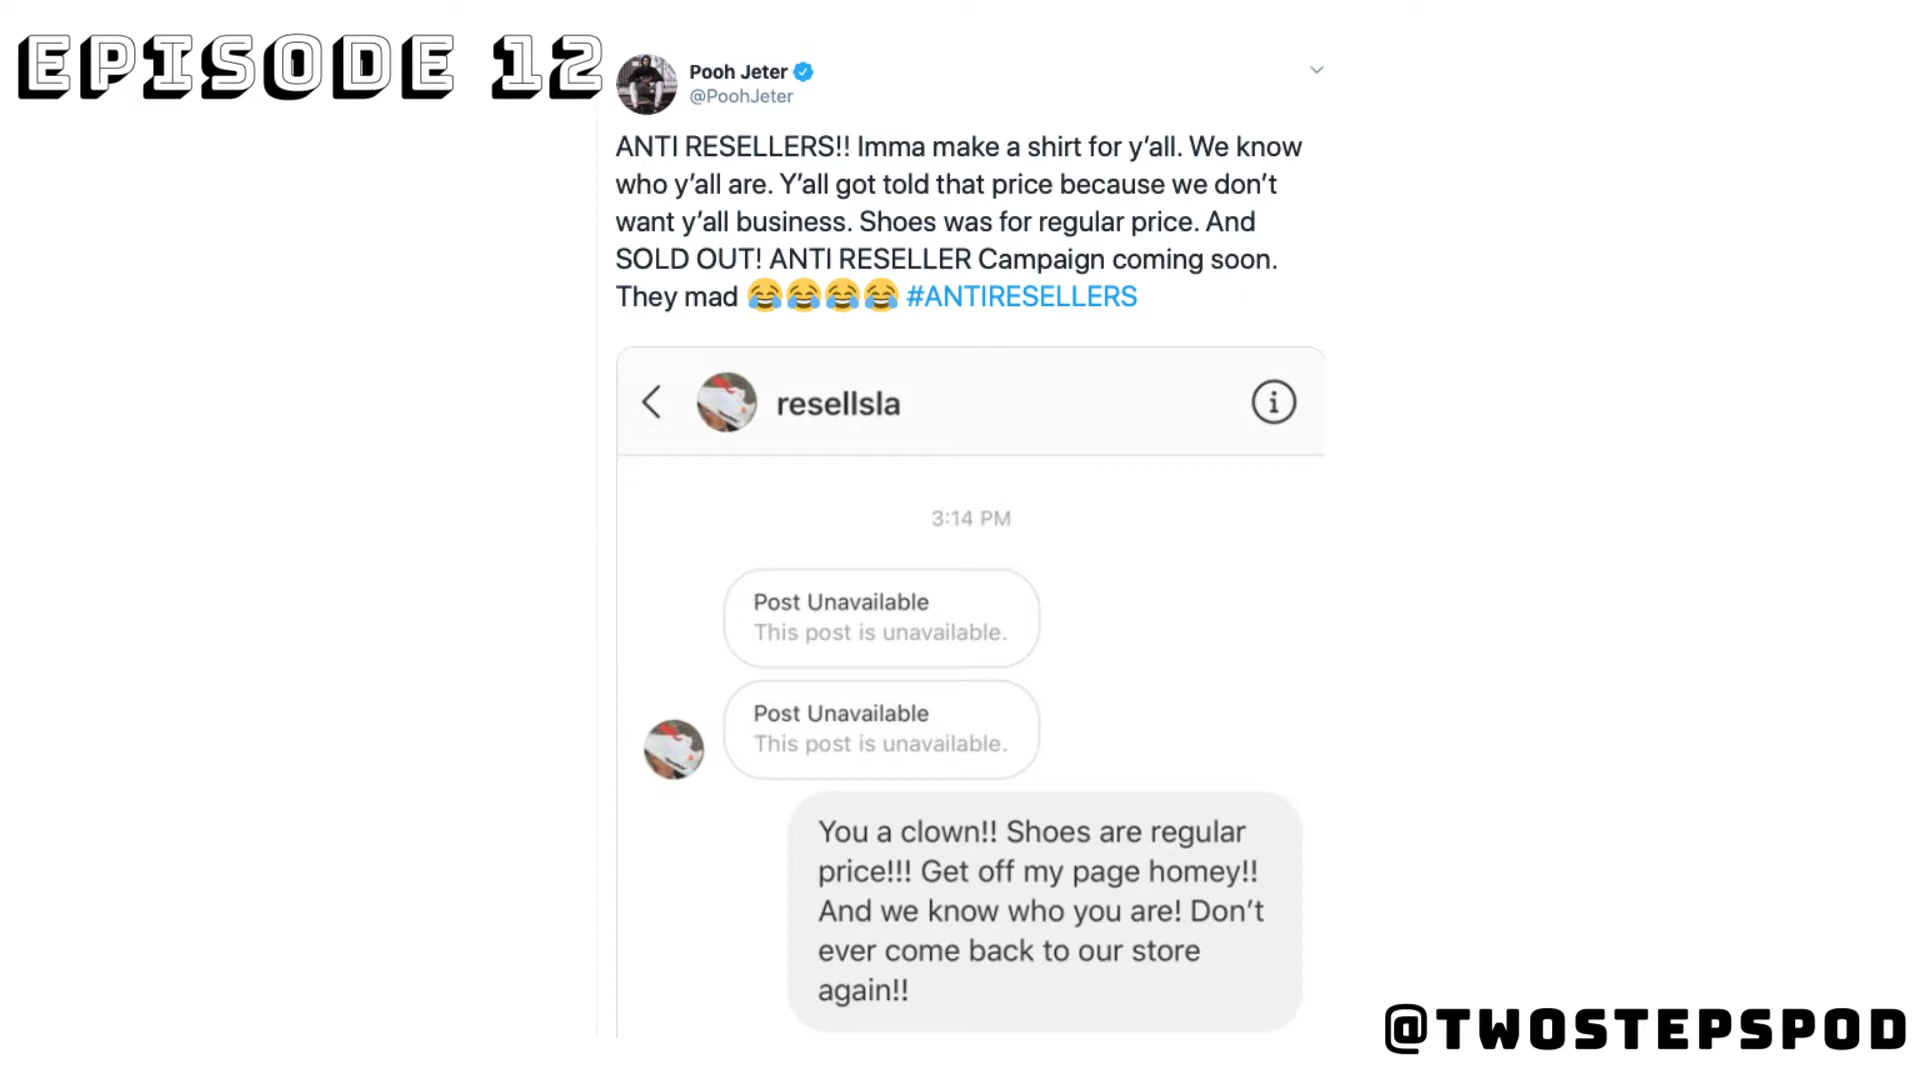 EPISODE 12
Pooh Jeter
@PoohJeter
ANTI RESELLERS!! Imma make a shirt for y’all. We know
who y’all are. Y’all got told that price because we don’t
want y’all business. Shoes was for regular price. And
SOLD OUT! ANTI RESELLER Campaign coming soon.
They mad 😂😂😂😂 #ANTIRESELLERS
resellsla
3:14 PM
Post Unavailable
This post is unavailable.
Post Unavailable
This post is unavailable.
You a clown!! Shoes are regular
price!!! Get off my page homey!!
And we know who you are! Don’t
ever come back to our store
again!!
@TWOSTEPSPOD